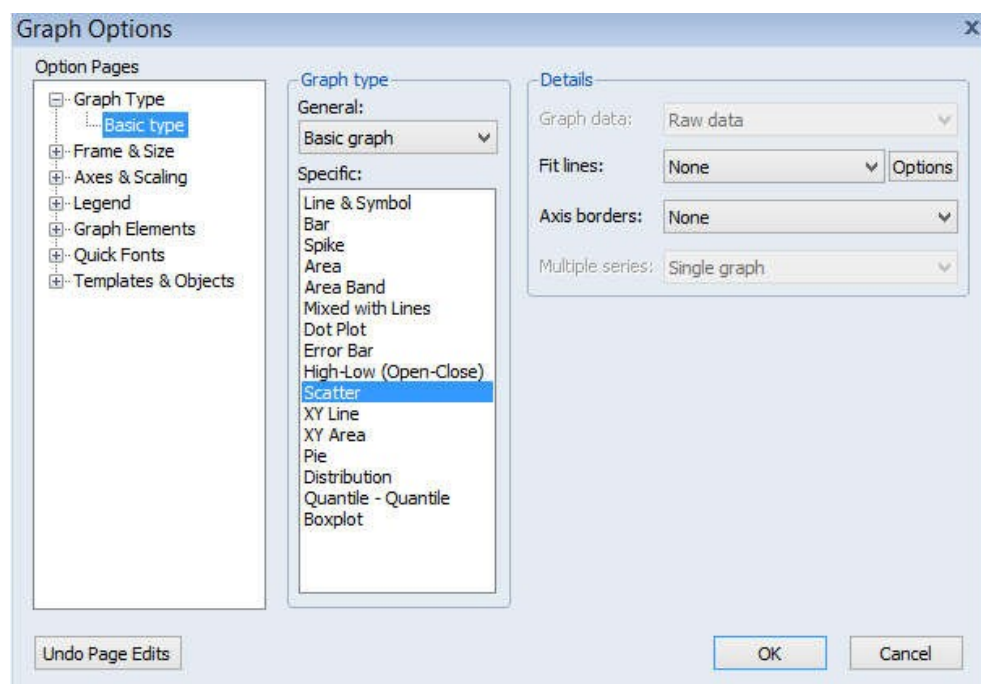 Graph Options
x
Option Pages
Graph Type
Basic type
Frame & Size
Axes & Scaling
Legend
Graph Elements
Quick Fonts
Templates & Objects
Graph type
General:
Basic graph
Specific:
Line & Symbol
Bar
Spike
Area
Area Band
Mixed with Lines
Dot Plot
Error Bar
High-Low (Open-Close)
Scatter
XY Line
XY Area
Pie
Distribution
Quantile - Quantile
Boxplot
Details
Graph data: Raw data
Fit lines: None Options
Axis borders: None
Multiple series: Single graph
Undo Page Edits
OK
Cancel